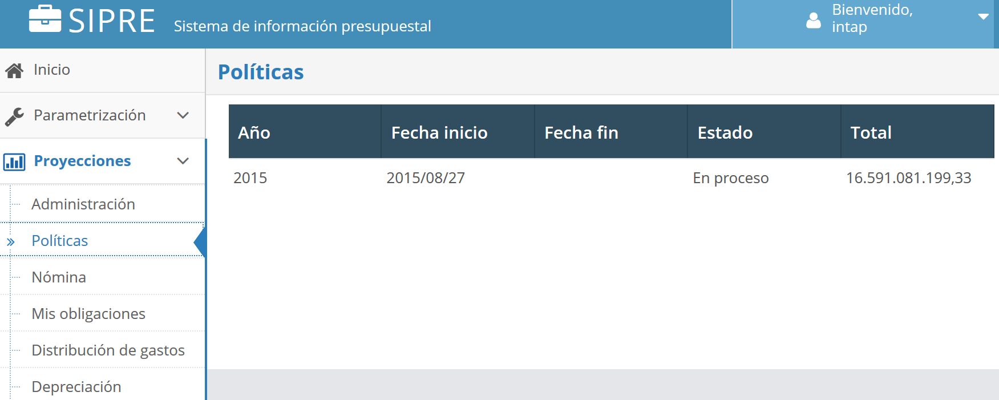 SIPRE Sistema de información presupuestal
Bienvenido,
intap
Inicio
Parametrización
Proyecciones
Administración
Políticas
Nómina
Mis obligaciones
Distribución de gastos
Depreciación
Políticas
Año Fecha inicio Fecha fin Estado Total
2015 2015/08/27 En proceso 16.591.081.199,33